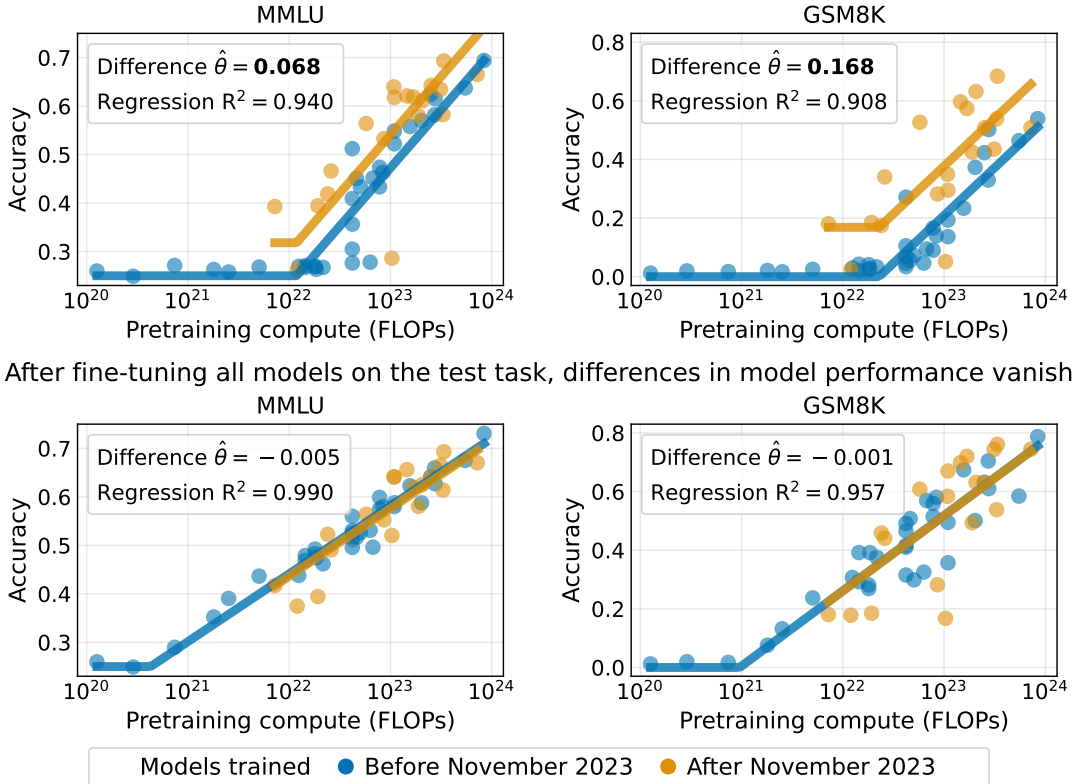 MMLU
GSM8K
Difference θ̂ = 0.068
Regression R² = 0.940
Difference θ̂ = 0.168
Regression R² = 0.908
Accuracy
0.7
0.6
0.5
0.4
0.3
Accuracy
0.8
0.6
0.4
0.2
0.0
10²⁰ 10²¹ 10²² 10²³ 10²⁴
10²⁰ 10²¹ 10²² 10²³ 10²⁴
Pretraining compute (FLOPs)
Pretraining compute (FLOPs)
After fine-tuning all models on the test task, differences in model performance vanish
MMLU
GSM8K
Difference θ̂ = −0.005
Regression R² = 0.990
Difference θ̂ = −0.001
Regression R² = 0.957
Accuracy
0.7
0.6
0.5
0.4
0.3
Accuracy
0.8
0.6
0.4
0.2
0.0
10²⁰ 10²¹ 10²² 10²³ 10²⁴
10²⁰ 10²¹ 10²² 10²³ 10²⁴
Pretraining compute (FLOPs)
Pretraining compute (FLOPs)
Models trained Before November 2023 After November 2023